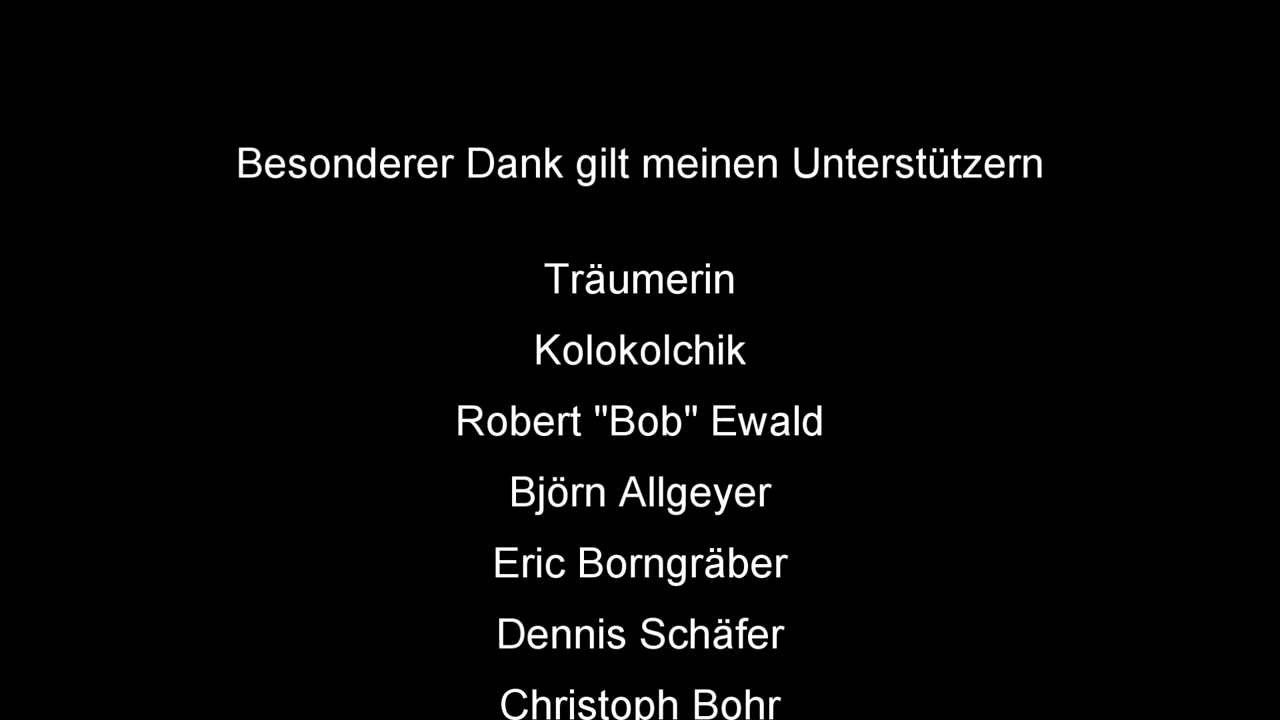 Besonderer Dank gilt meinen Unterstützern
Träumerin
Kolokolchik
Robert "Bob" Ewald
Björn Allgeyer
Eric Borngräber
Dennis Schäfer
Christoph Bohr